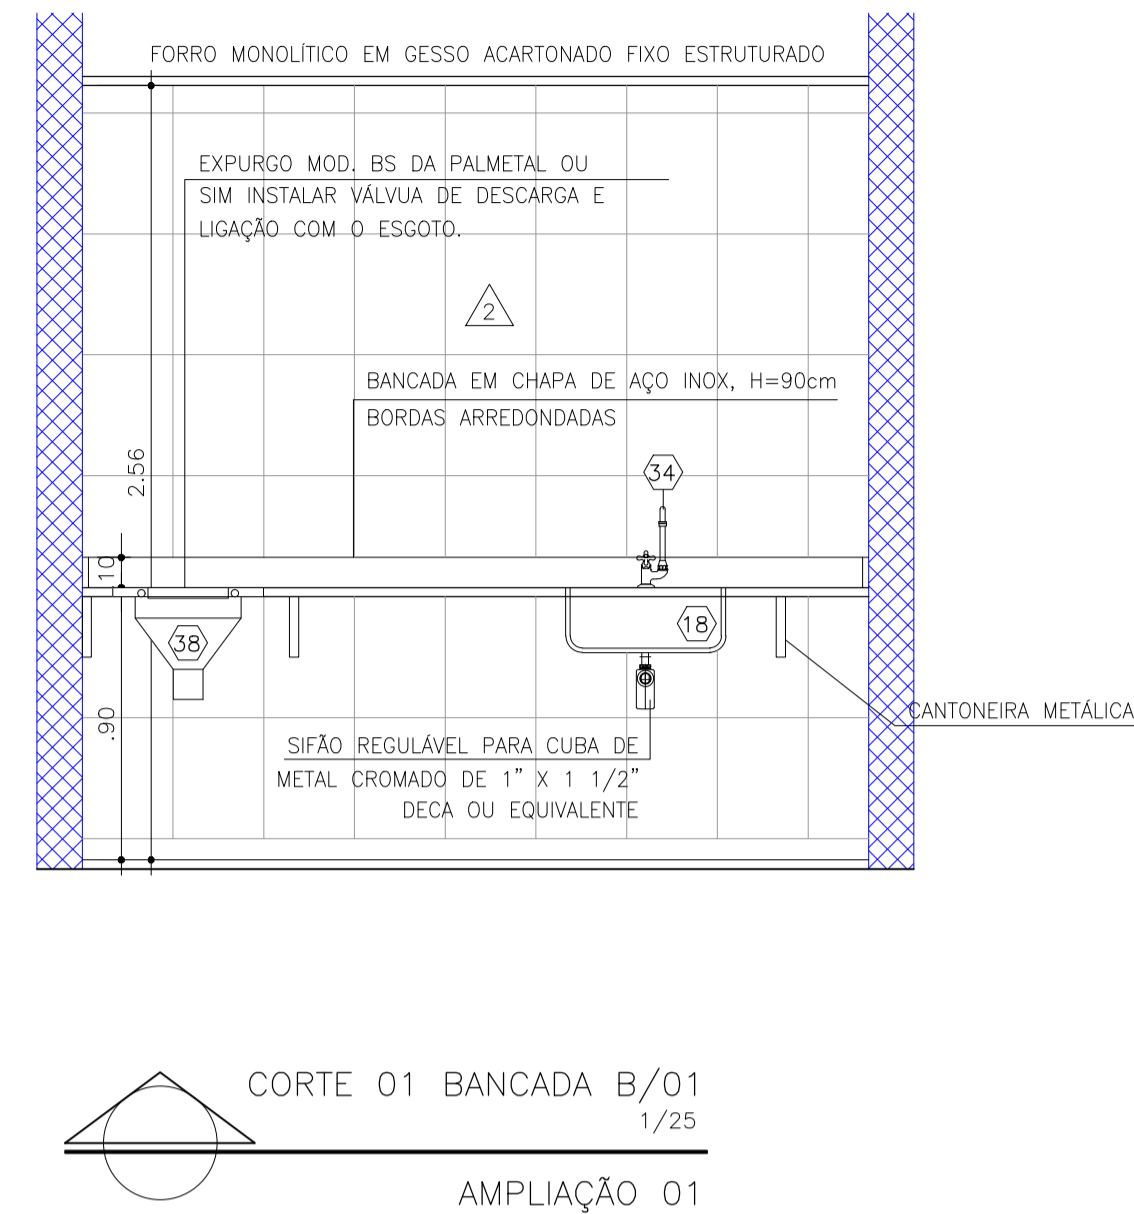 FORRO MONOLÍTICO EM GESSO ACARTONADO FIXO ESTRUTURADO
EXPURGO MOD. BS DA PALMETAL OU
SIM INSTALAR VÁLVUA DE DESCARGA E
LIGAÇÃO COM O ESGOTO.
2
BANCADA EM CHAPA DE AÇO INOX, H=90cm
BORDAS ARREDONDADAS
2.56
34
.10
18
38
.90
CANTONEIRA METÁLICA
SIFÃO REGULÁVEL PARA CUBA DE
METAL CROMADO DE 1" X 1 1/2"
DECA OU EQUIVALENTE
CORTE 01 BANCADA B/01
1/25
AMPLIAÇÃO 01